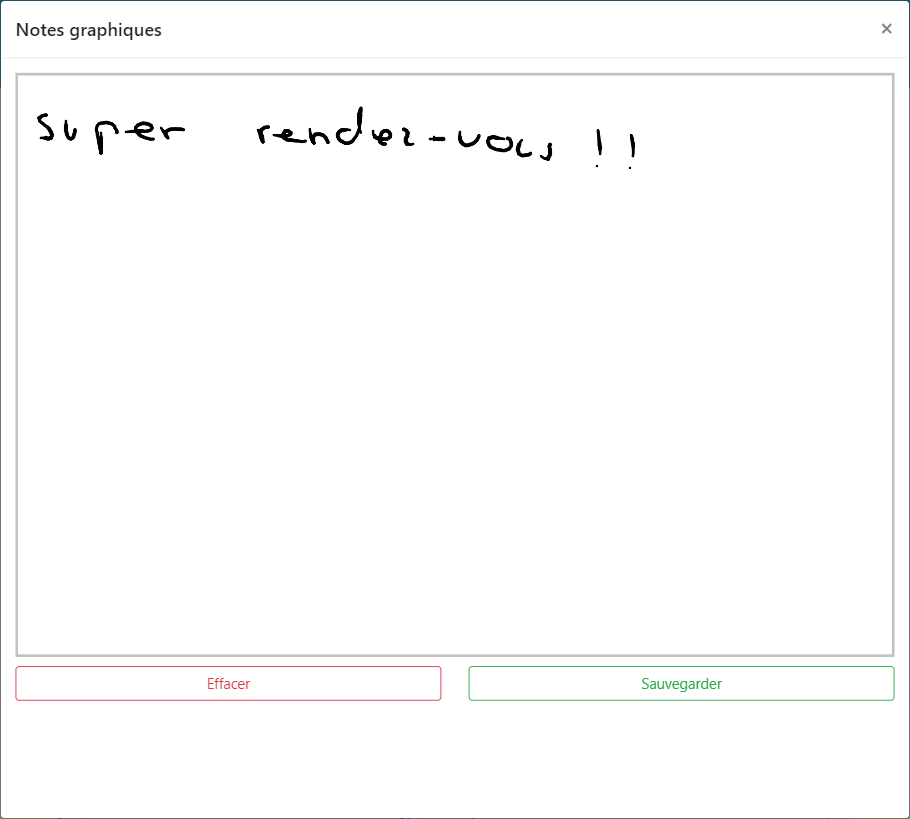 Notes graphiques ×
super rendez-vous !!
Effacer Sauvegarder